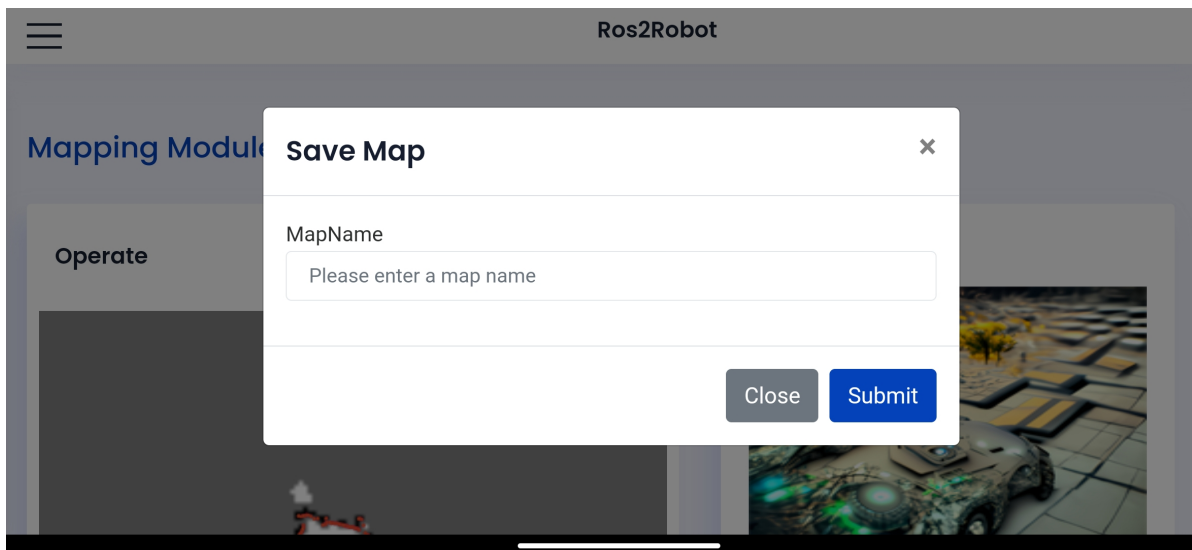 Ros2Robot
Mapping Module
Save Map
×
MapName
Please enter a map name
Operate
Close
Submit